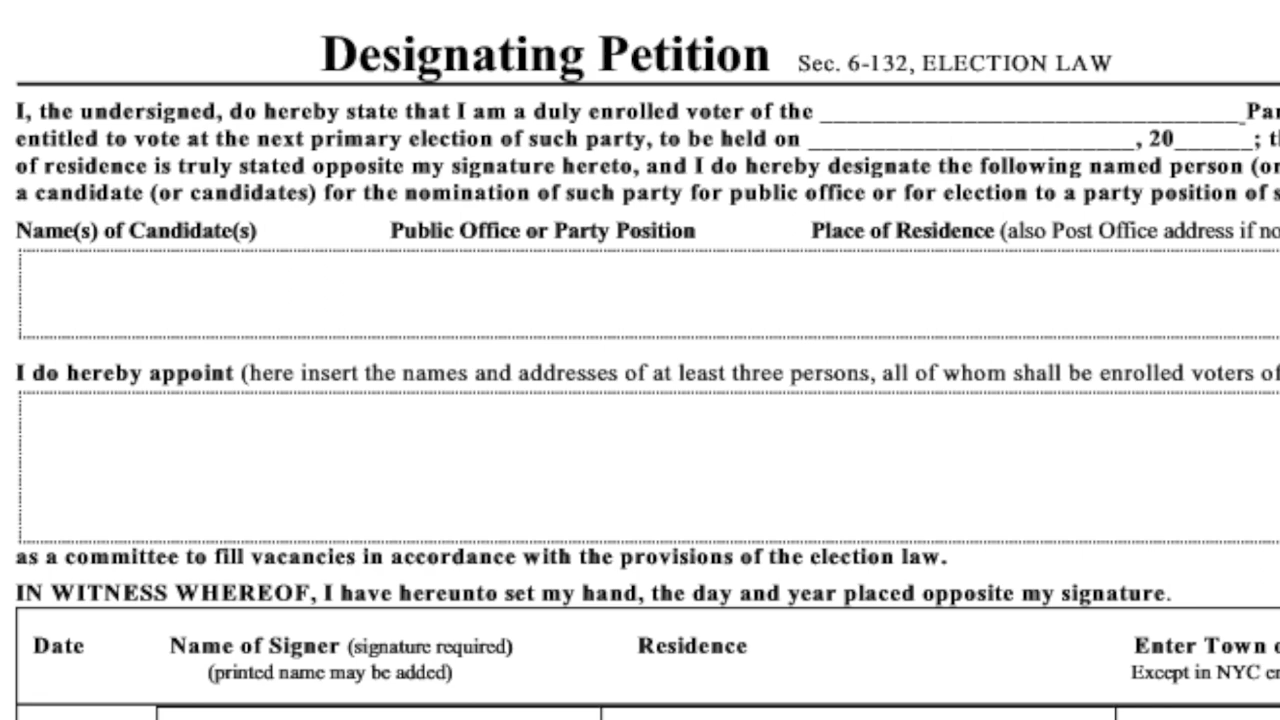 Designating Petition Sec. 6-132, ELECTION LAW
I, the undersigned, do hereby state that I am a duly enrolled voter of the ______________________________ Par
entitled to vote at the next primary election of such party, to be held on ________________________, 20______; t
of residence is truly stated opposite my signature hereto, and I do hereby designate the following named person (or
a candidate (or candidates) for the nomination of such party for public office or for election to a party position of s
Name(s) of Candidate(s) Public Office or Party Position Place of Residence (also Post Office address if no
I do hereby appoint (here insert the names and addresses of at least three persons, all of whom shall be enrolled voters of
as a committee to fill vacancies in accordance with the provisions of the election law.
IN WITNESS WHEREOF, I have hereunto set my hand, the day and year placed opposite my signature.
Date Name of Signer (signature required) Residence Enter Town o
(printed name may be added) Except in NYC en